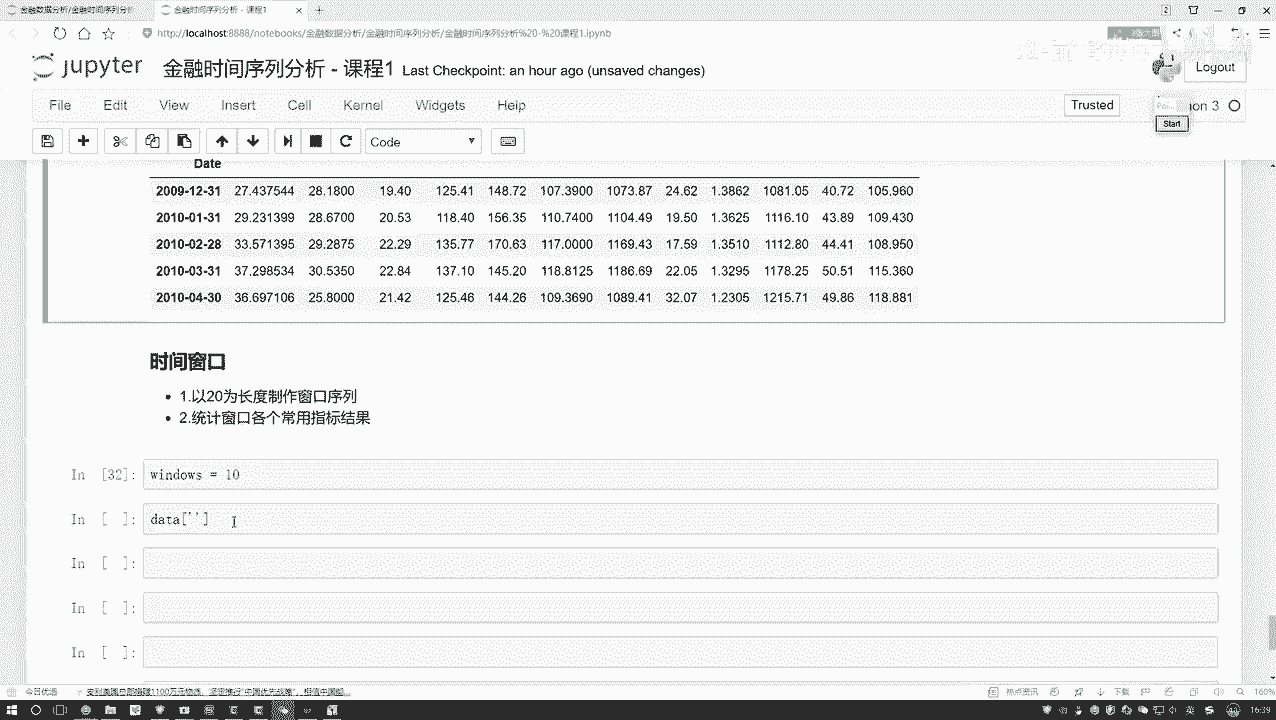 金融数据分析/金融时间序列分析
金融时间序列分析 - 课程1
2
http://localhost:8888/notebooks/金融数据分析/金融时间序列分析/金融时间序列分析%20-%20课程1.ipynb
jupyter 金融时间序列分析 - 课程1 Last Checkpoint: an hour ago (unsaved changes)
Logout
File Edit View Insert Cell Kernel Widgets Help
Trusted
on 3
Start
Code
Date
2009-12-31 27.437544 28.1800 19.40 125.41 148.72 107.3900 1073.87 24.62 1.3862 1081.05 40.72 105.960
2010-01-31 29.231399 28.6700 20.53 118.40 156.35 110.7400 1104.49 19.50 1.3625 1116.10 43.89 109.430
2010-02-28 33.571395 29.2875 22.29 135.77 170.63 117.0000 1169.43 17.59 1.3510 1112.80 44.41 108.950
2010-03-31 37.298534 30.5350 22.84 137.10 145.20 118.8125 1186.69 22.05 1.3295 1178.25 50.51 115.360
2010-04-30 36.697106 25.8000 21.42 125.46 144.26 109.3690 1089.41 32.07 1.2305 1215.71 49.86 118.881
时间窗口
1.以20为长度制作窗口序列
2.统计窗口各个常用指标结果
In [32]: windows = 10
In [ ]: data['']
In [ ]:
In [ ]:
In [ ]:
今日优选
热点资讯
下载
160%
16:39